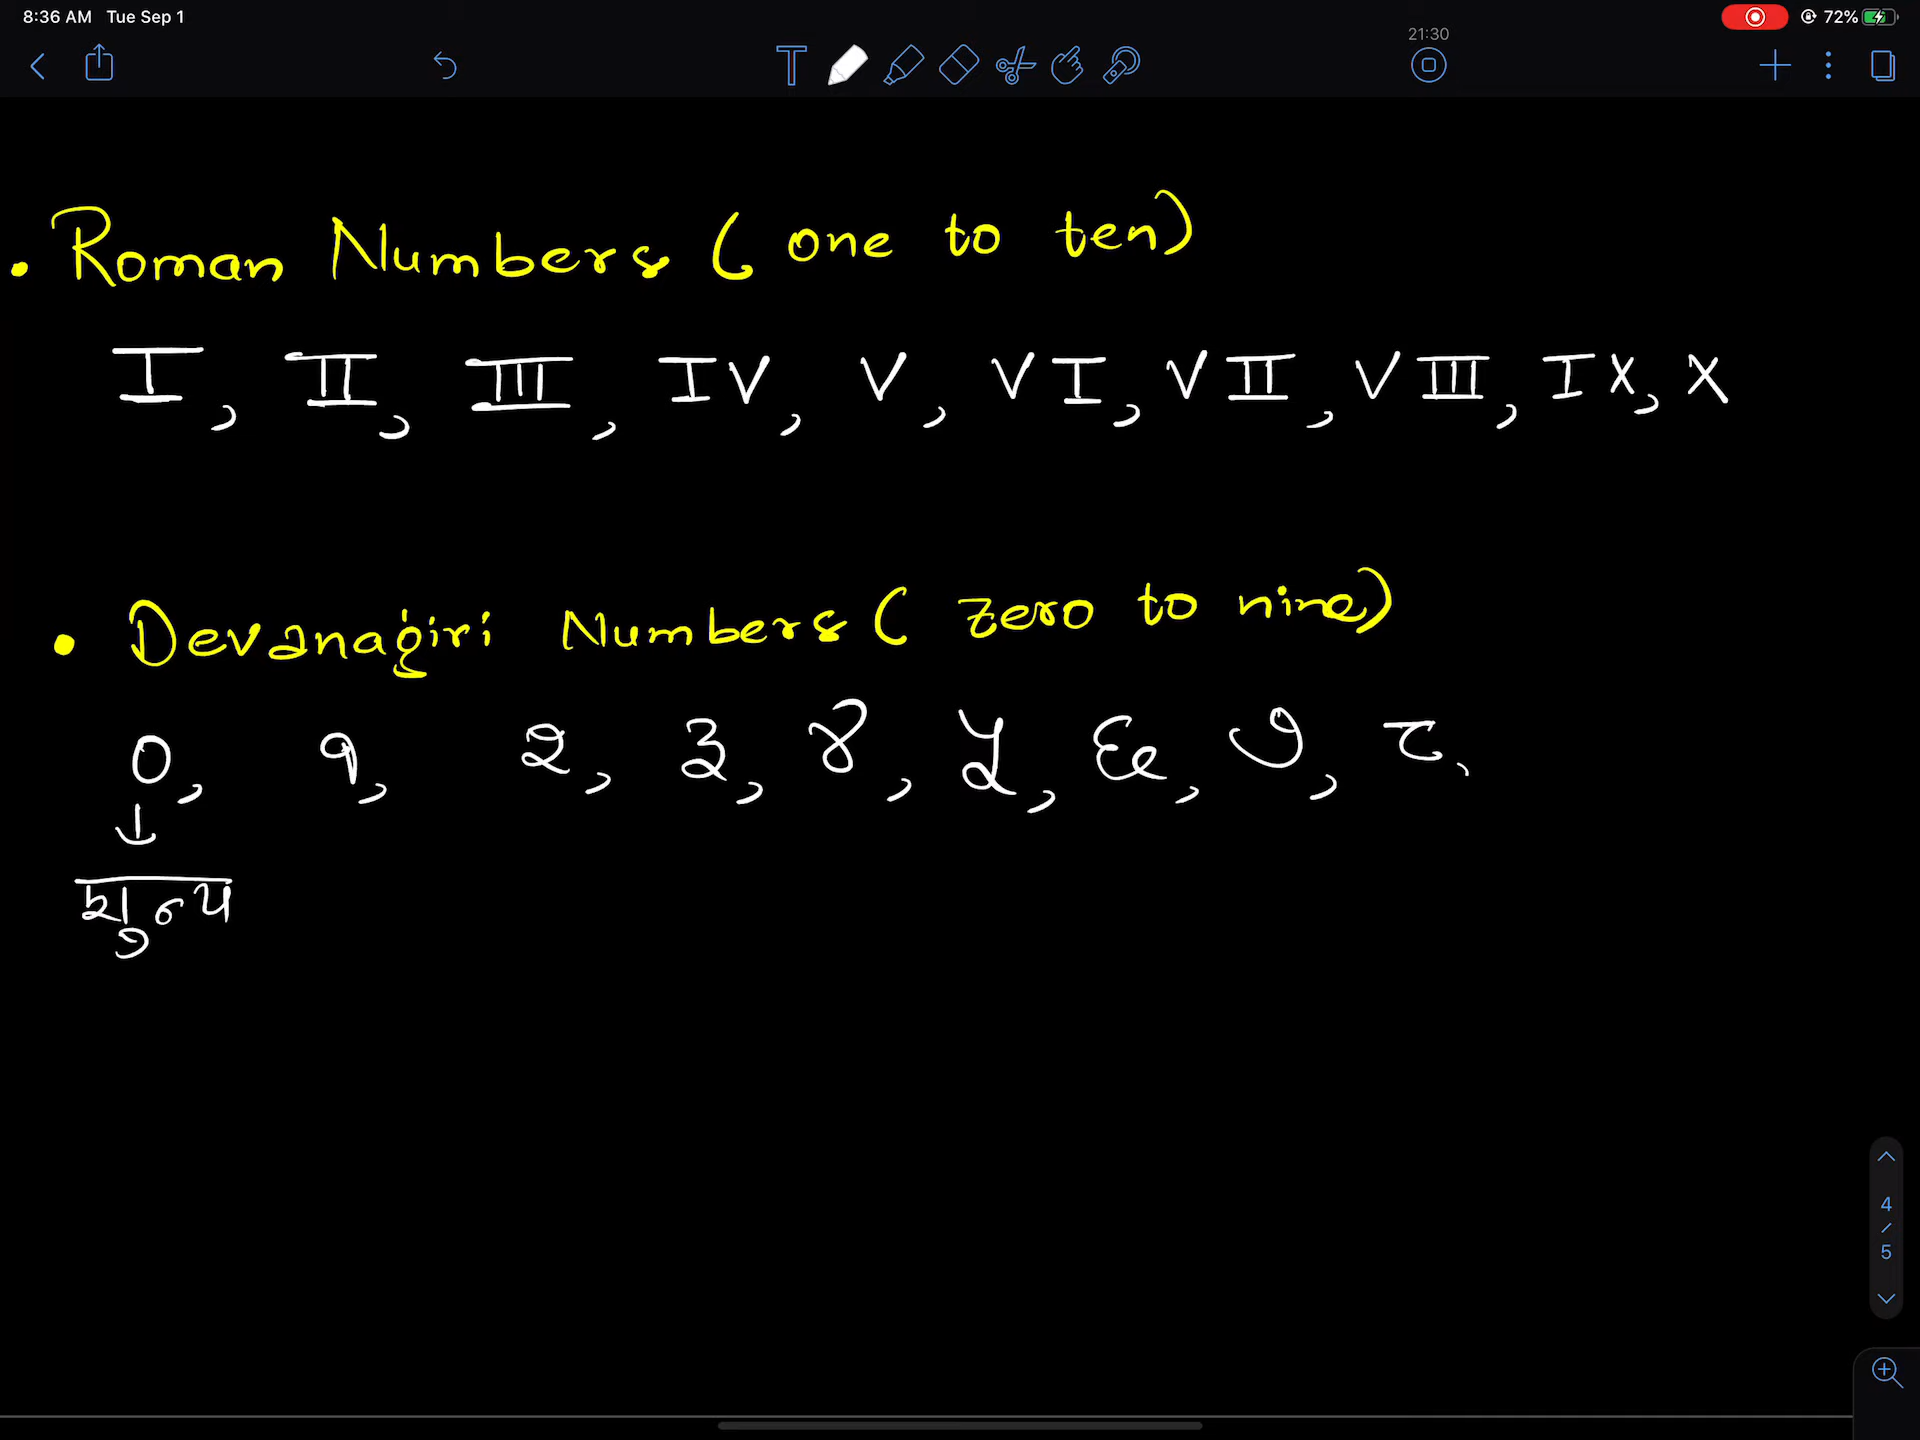 8:36 AM Tue Sep 1
72%
21:30
• Roman Numbers ( one to ten)
I, II, III, IV, V, VI, VII, VIII, IX, X
• Devanagiri Numbers ( zero to nine)
०, १, २, ३, ४, ५, ६, ७, ८,
↓
शून्य
4
/
5